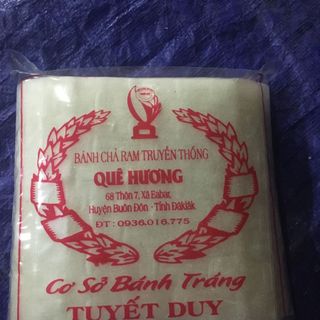 BÁNH CHẢ RAM TRUYỀN THỐNG
QUÊ HƯƠNG
68 Thôn 7, Xã Eabar,
Huyện Buôn Đôn - Tỉnh Đăklăk
ĐT : 0936.016.775
Cơ Sở Bánh Tráng
TUYẾT DUY